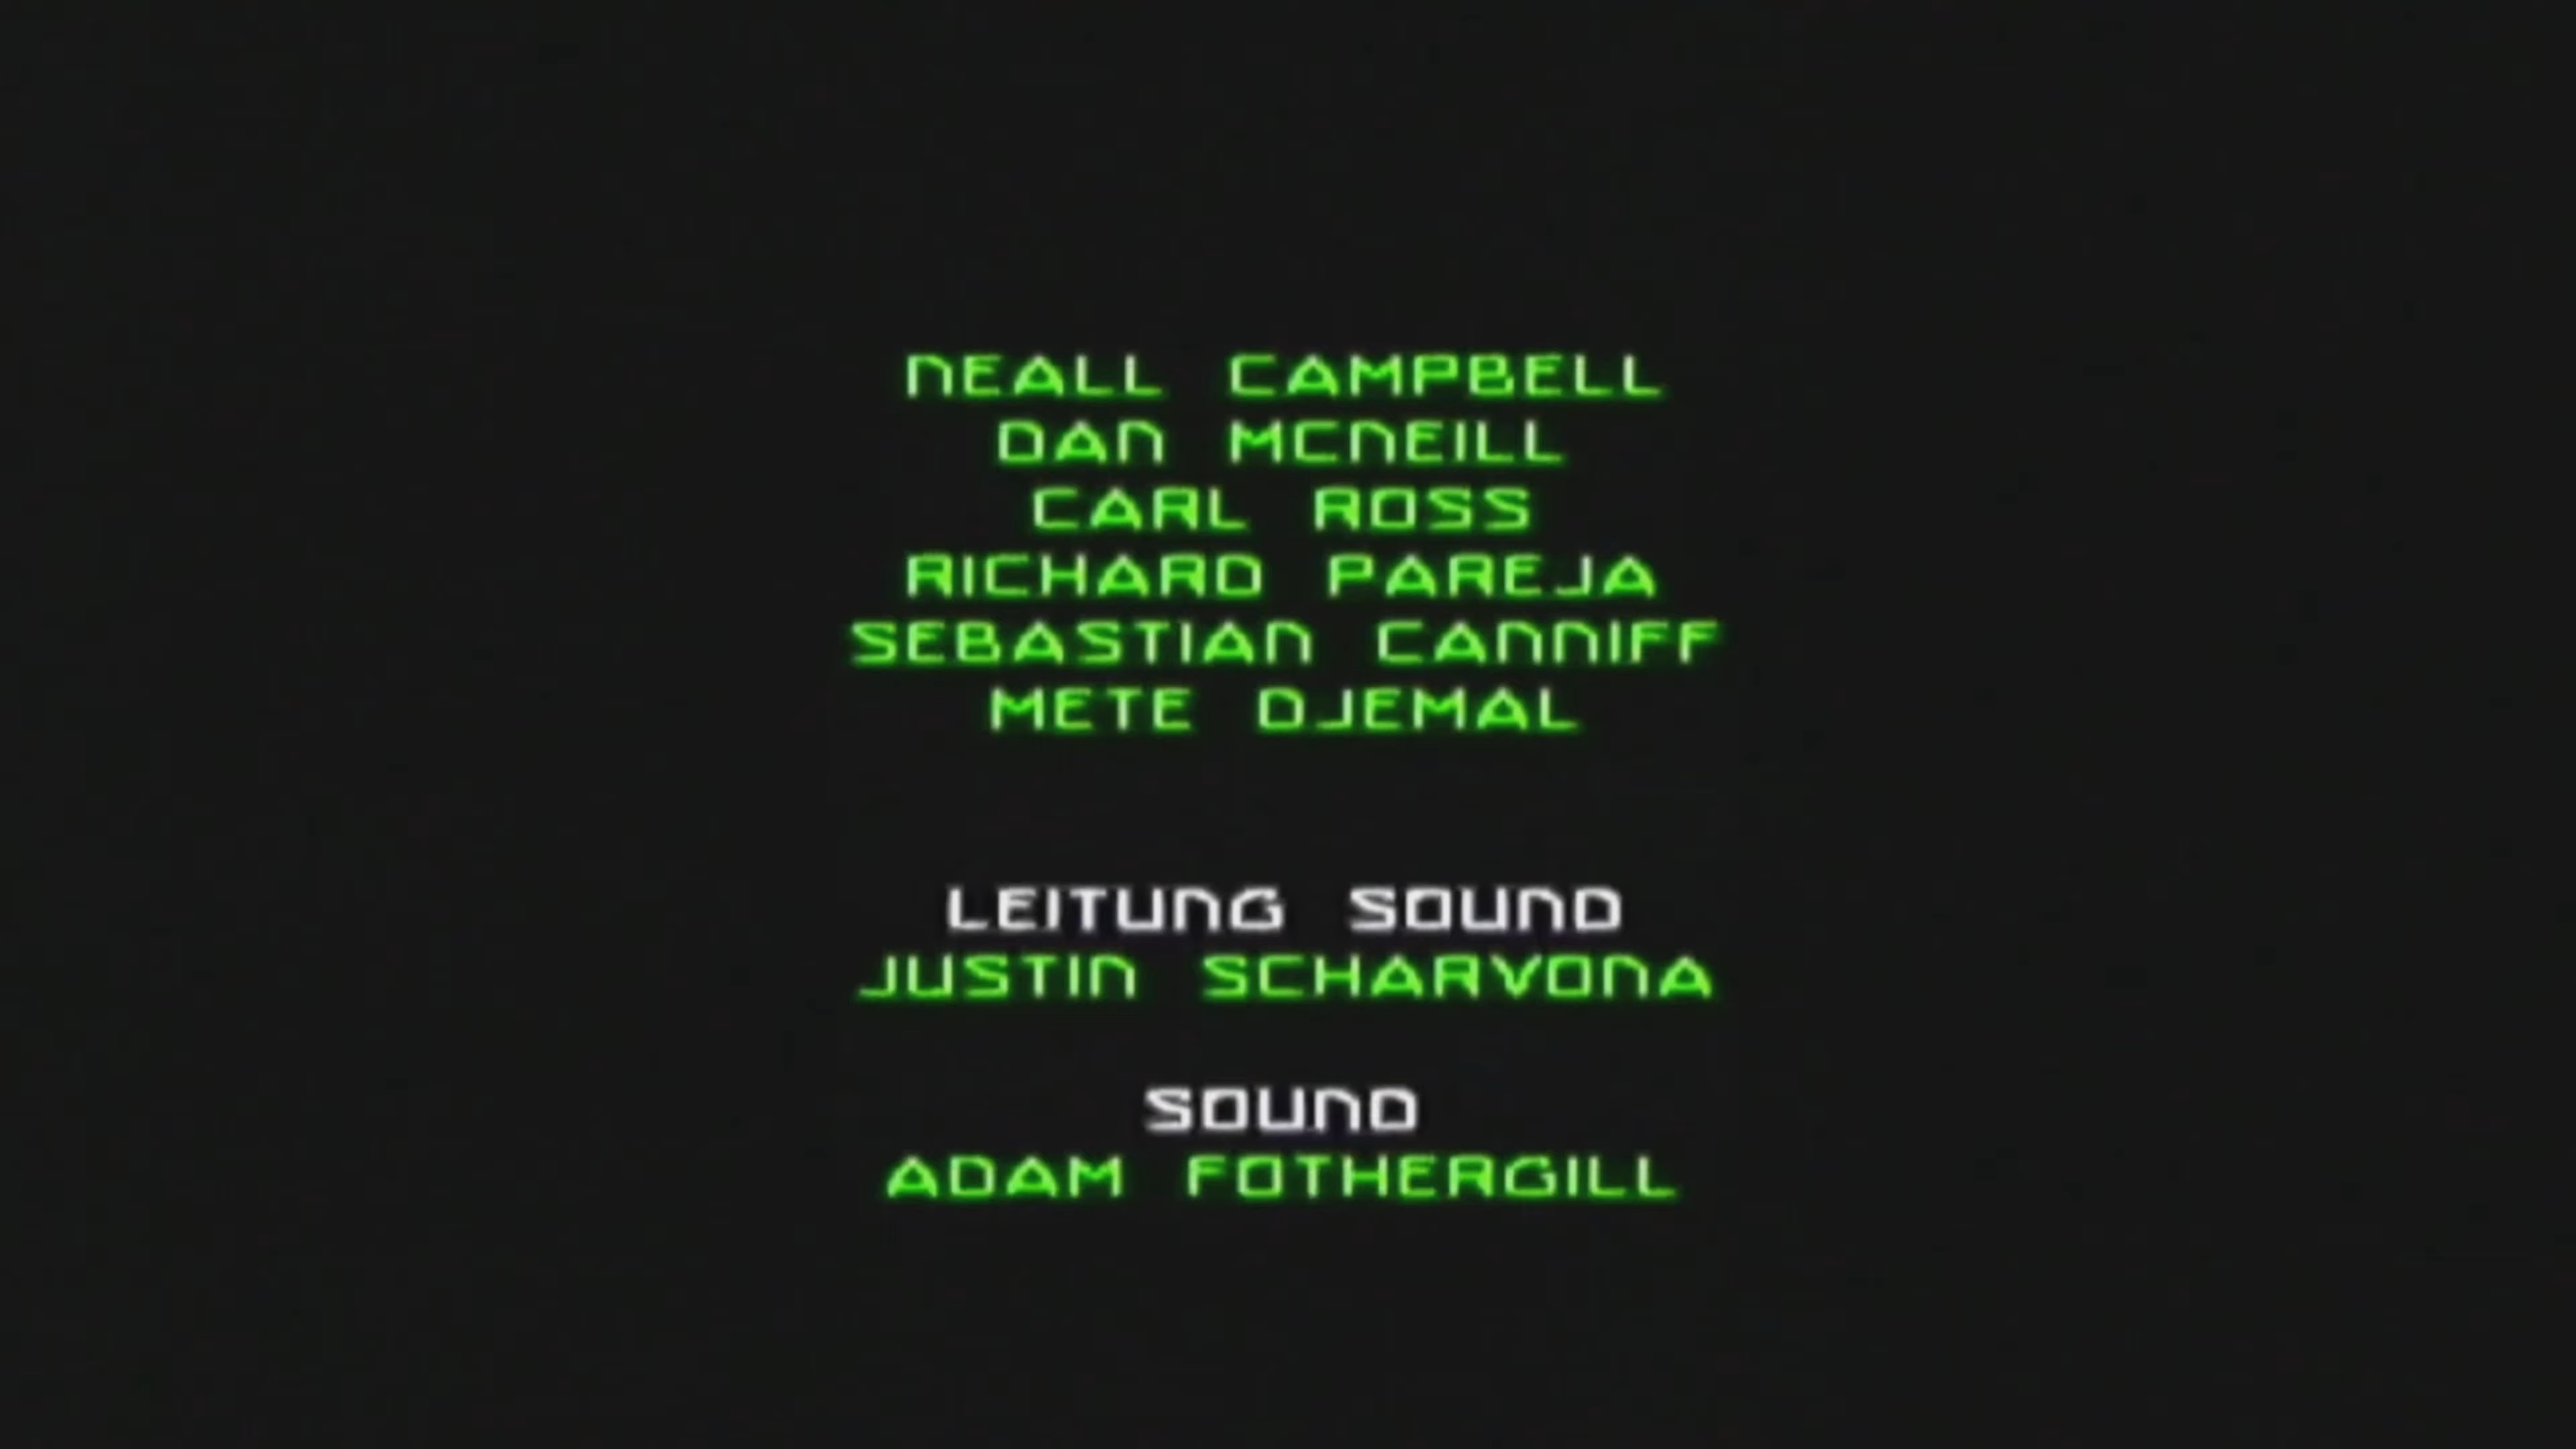 NEALL CAMPBELL
DAN MCNEILL
CARL ROSS
RICHARD PAREJA
SEBASTIAN CANNIFF
METE DJEMAL
LEITUNG SOUND
JUSTIN SCHARVONA
SOUND
ADAM FOTHERGILL